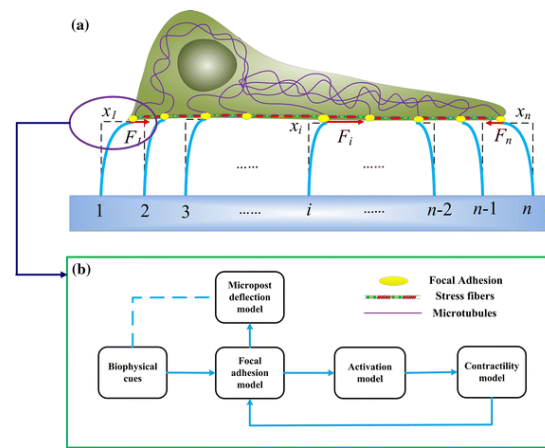 (a)
x1
xi
xn
F1
Fi
Fn
...... ......
1 2 3 ...... i ...... n-2 n-1 n
(b)
Micropost
deflection
model
Focal Adhesion
Stress fibers
Microtubules
Biophysical
cues
Focal
adhesion model
Activation
model
Contractility
model